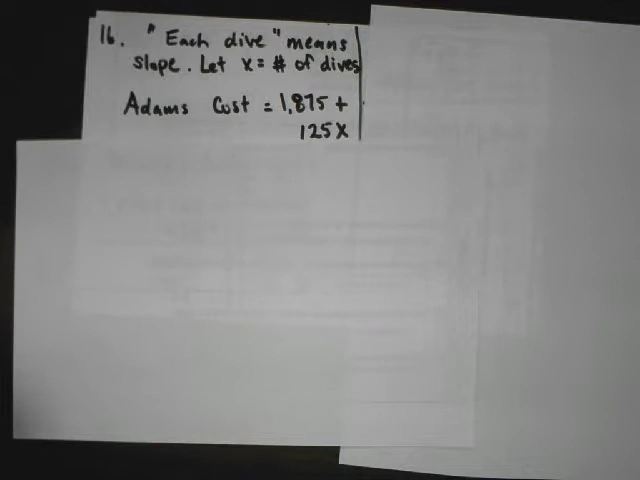 16. "Each dive" means
slope. Let x = # of dives
Adams Cost = 1,875 +
125x